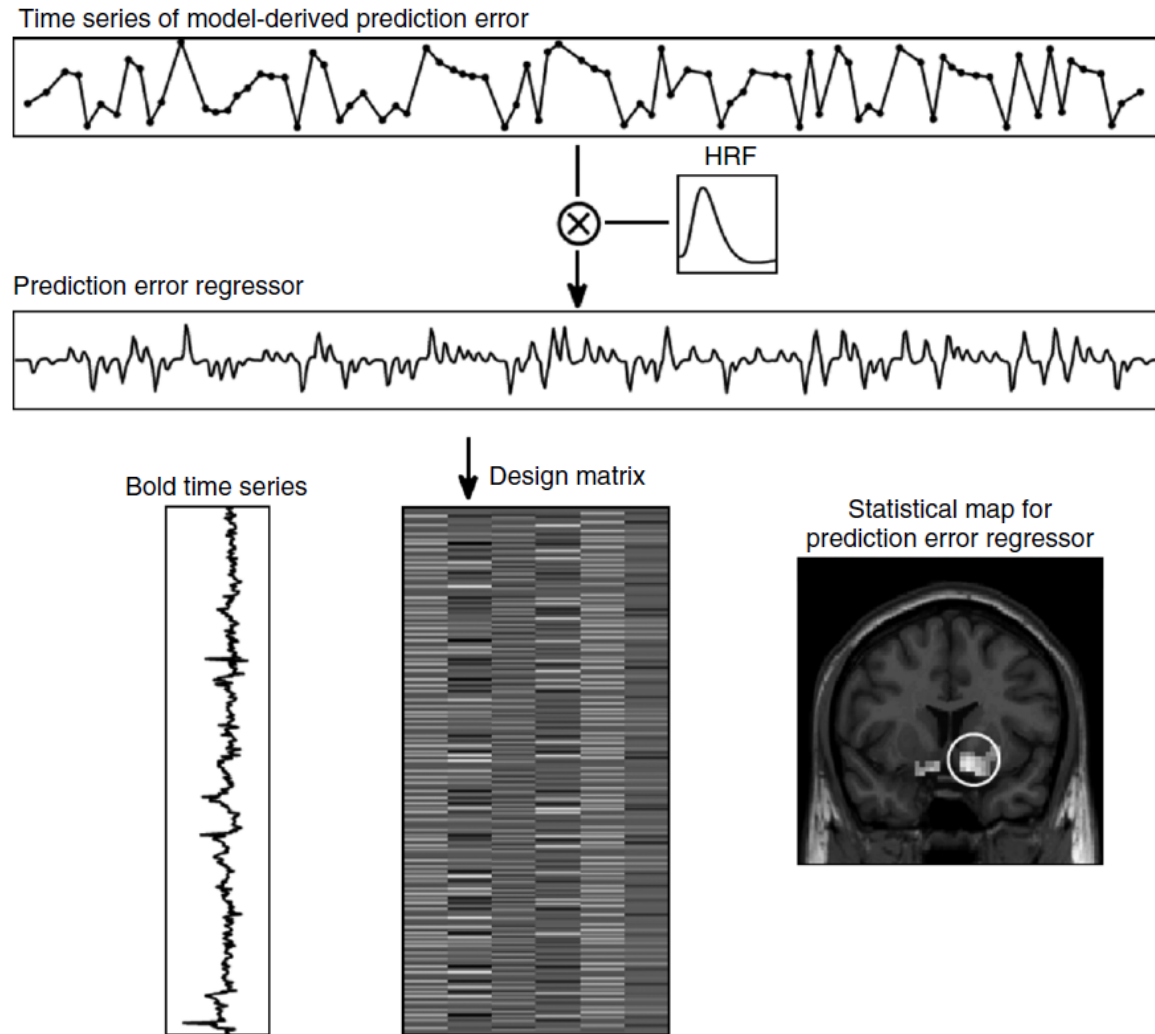 Time series of model-derived prediction error
HRF
Prediction error regressor
Bold time series
Design matrix
Statistical map for
prediction error regressor